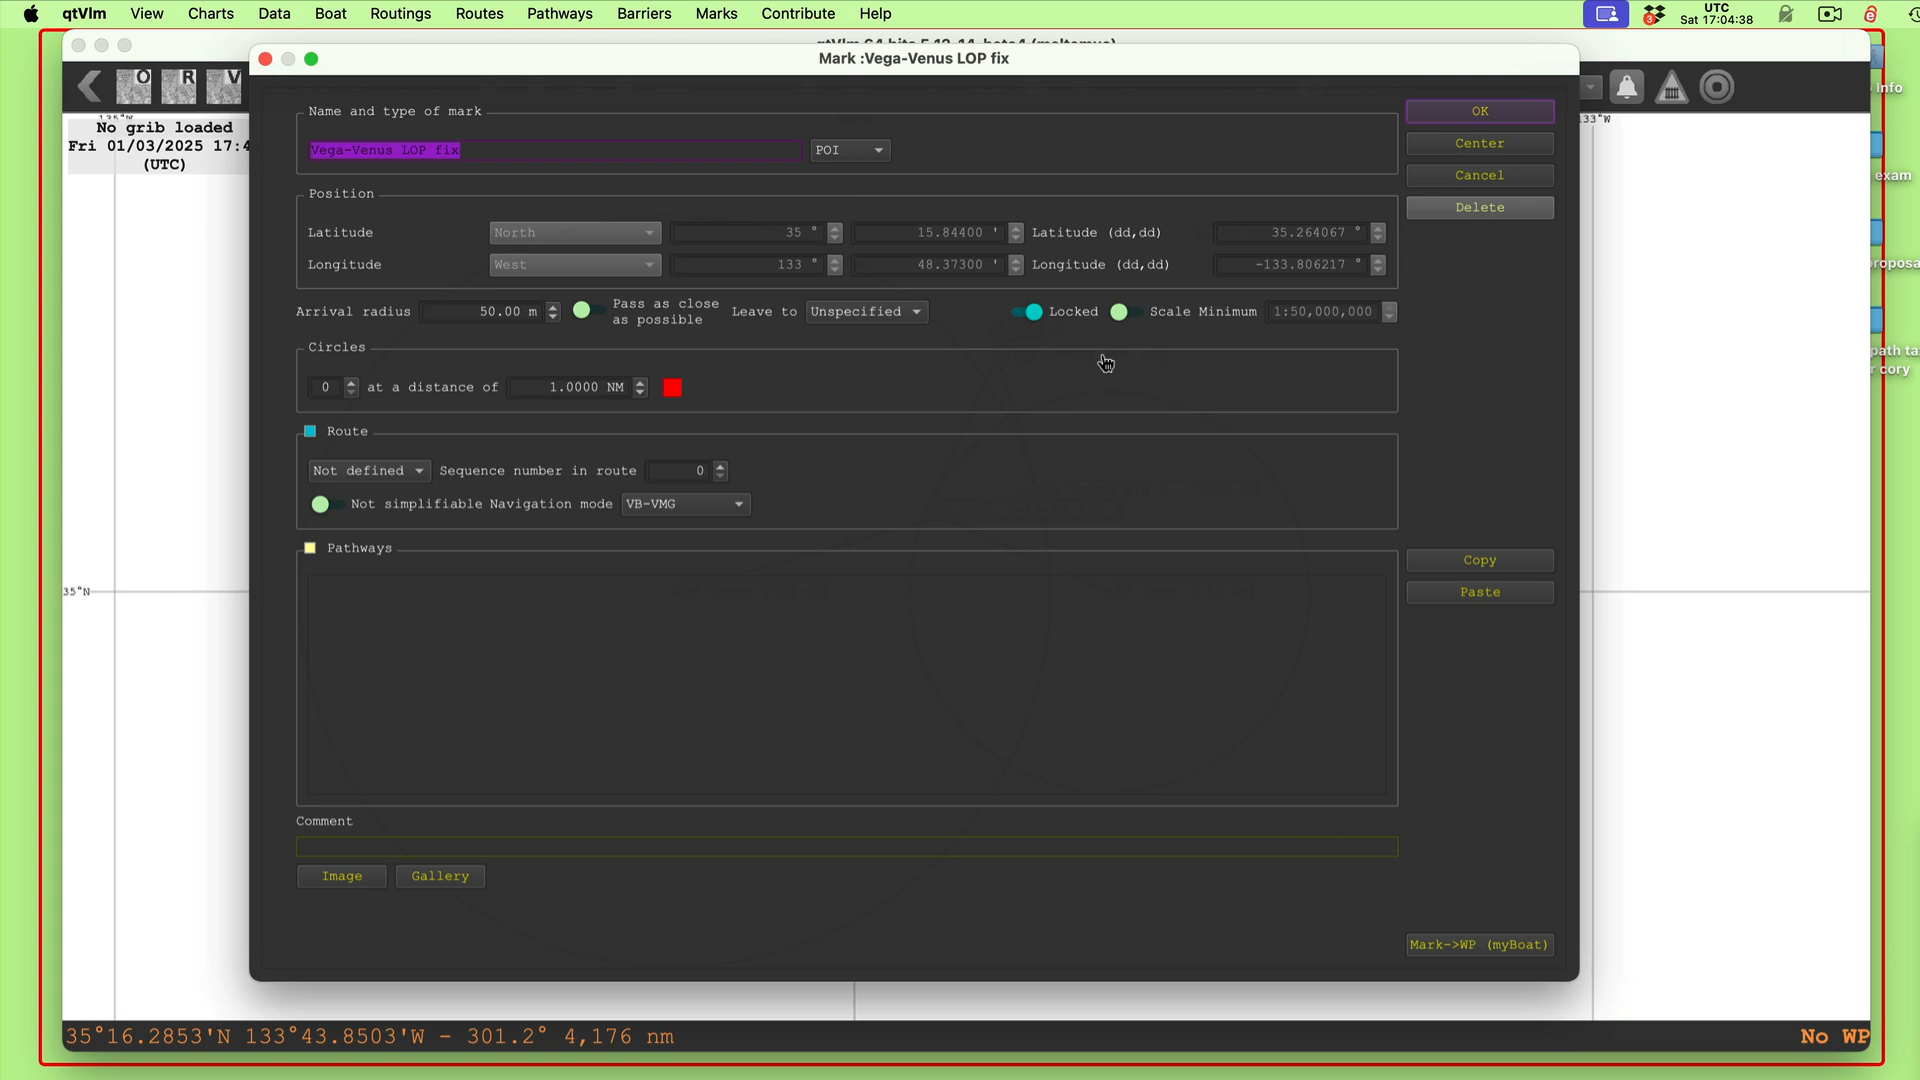 qtVlm View Charts Data Boat Routings Routes Pathways Barriers Marks Contribute Help
3
UTC
Sat 17:04:38
Mark :Vega-Venus LOP fix
O R V
Info
No grib loaded
Fri 01/03/2025 17:4
(UTC)
133°W
Name and type of mark
Vega-Venus LOP fix POI
OK
Center
Cancel
Delete
exam
Position
Latitude North 35 ° 15.84400 ' Latitude (dd,dd) 35.264067 °
Longitude West 133 ° 48.37300 ' Longitude (dd,dd) -133.806217 °
proposa
Arrival radius 50.00 m Pass as close
as possible Leave to Unspecified Locked Scale Minimum 1:50,000,000
path ta
r cory
Circles
0 at a distance of 1.0000 NM
Route
Not defined Sequence number in route 0
Not simplifiable Navigation mode VB-VMG
Pathways
Copy
Paste
35°N
Comment
Image Gallery
Mark->WP (myBoat)
35°16.2853'N 133°43.8503'W - 301.2° 4,176 nm
No WP